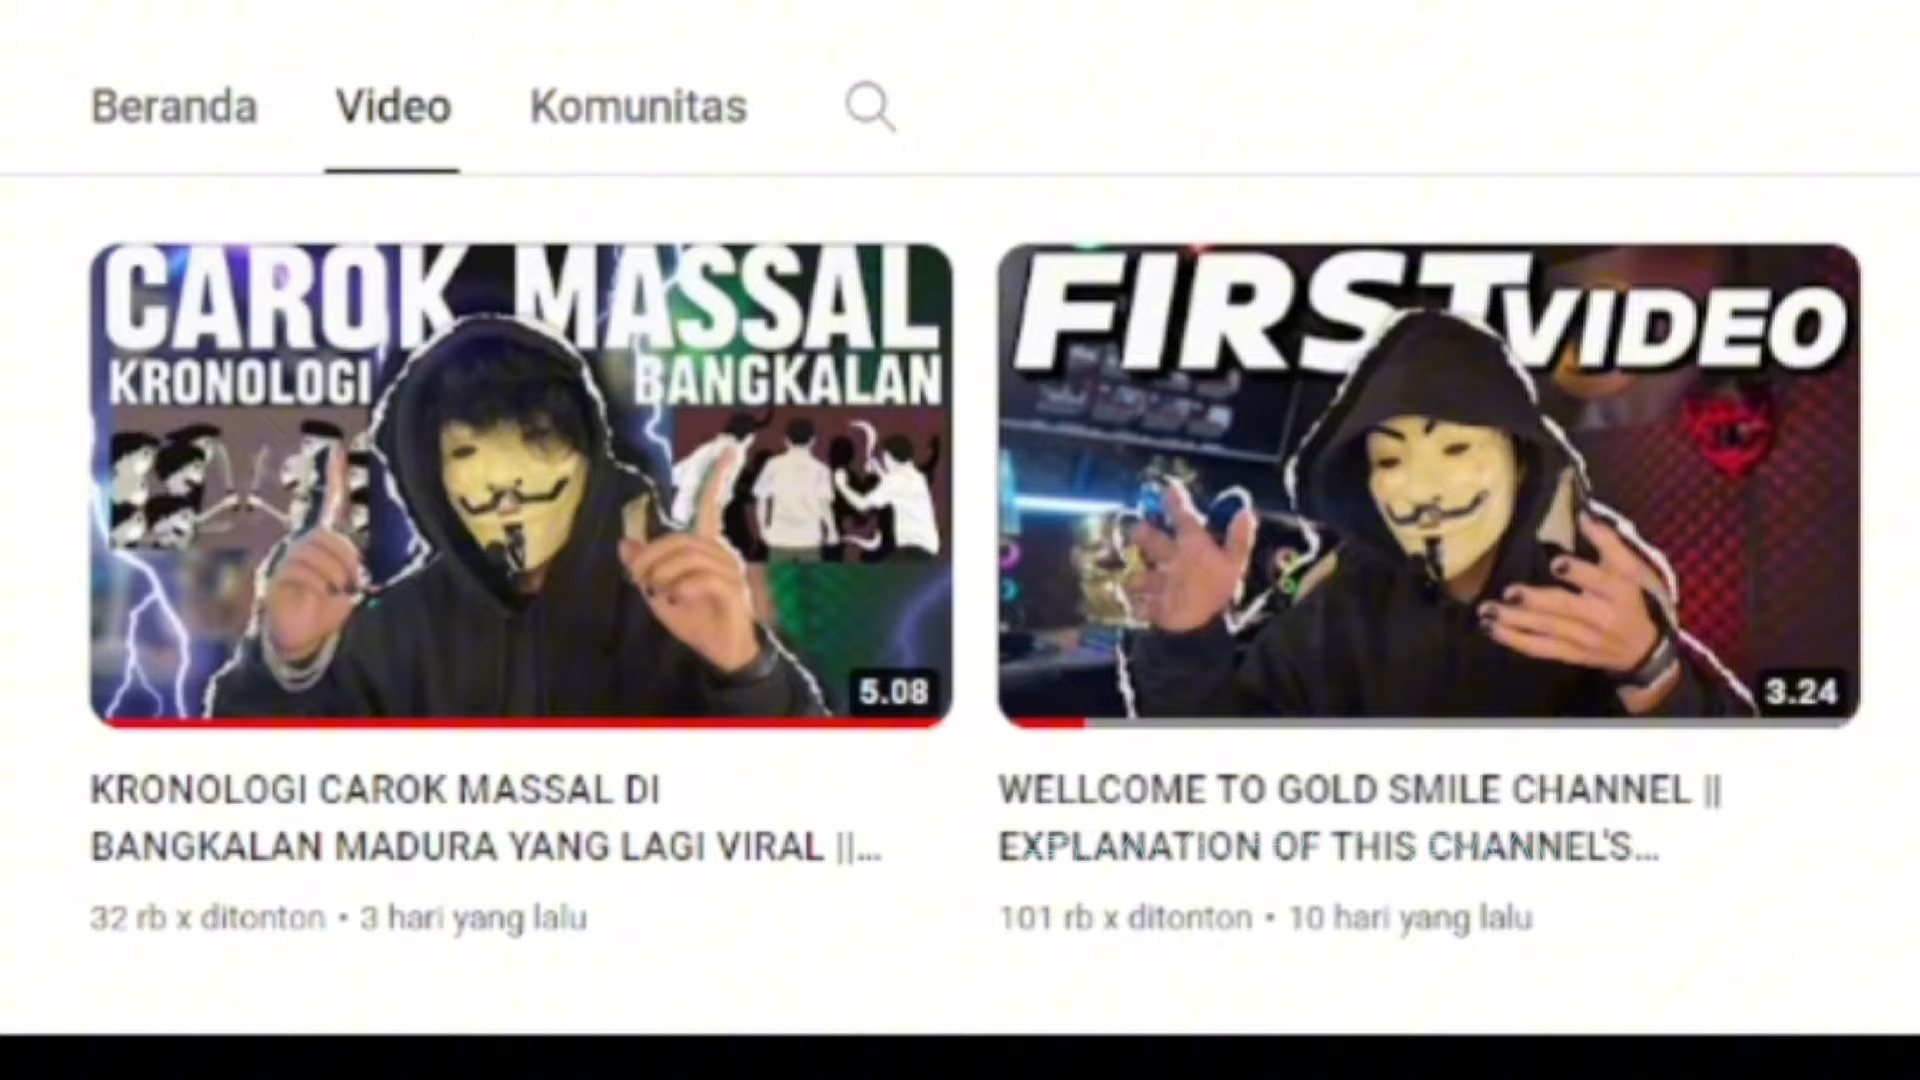 Beranda Video Komunitas
CAROK MASSAL
KRONOLOGI BANGKALAN
5.08
FIRST VIDEO
3.24
KRONOLOGI CAROK MASSAL DI
BANGKALAN MADURA YANG LAGI VIRAL ||...
32 rb x ditonton • 3 hari yang lalu
WELLCOME TO GOLD SMILE CHANNEL ||
EXPLANATION OF THIS CHANNEL'S...
101 rb x ditonton • 10 hari yang lalu